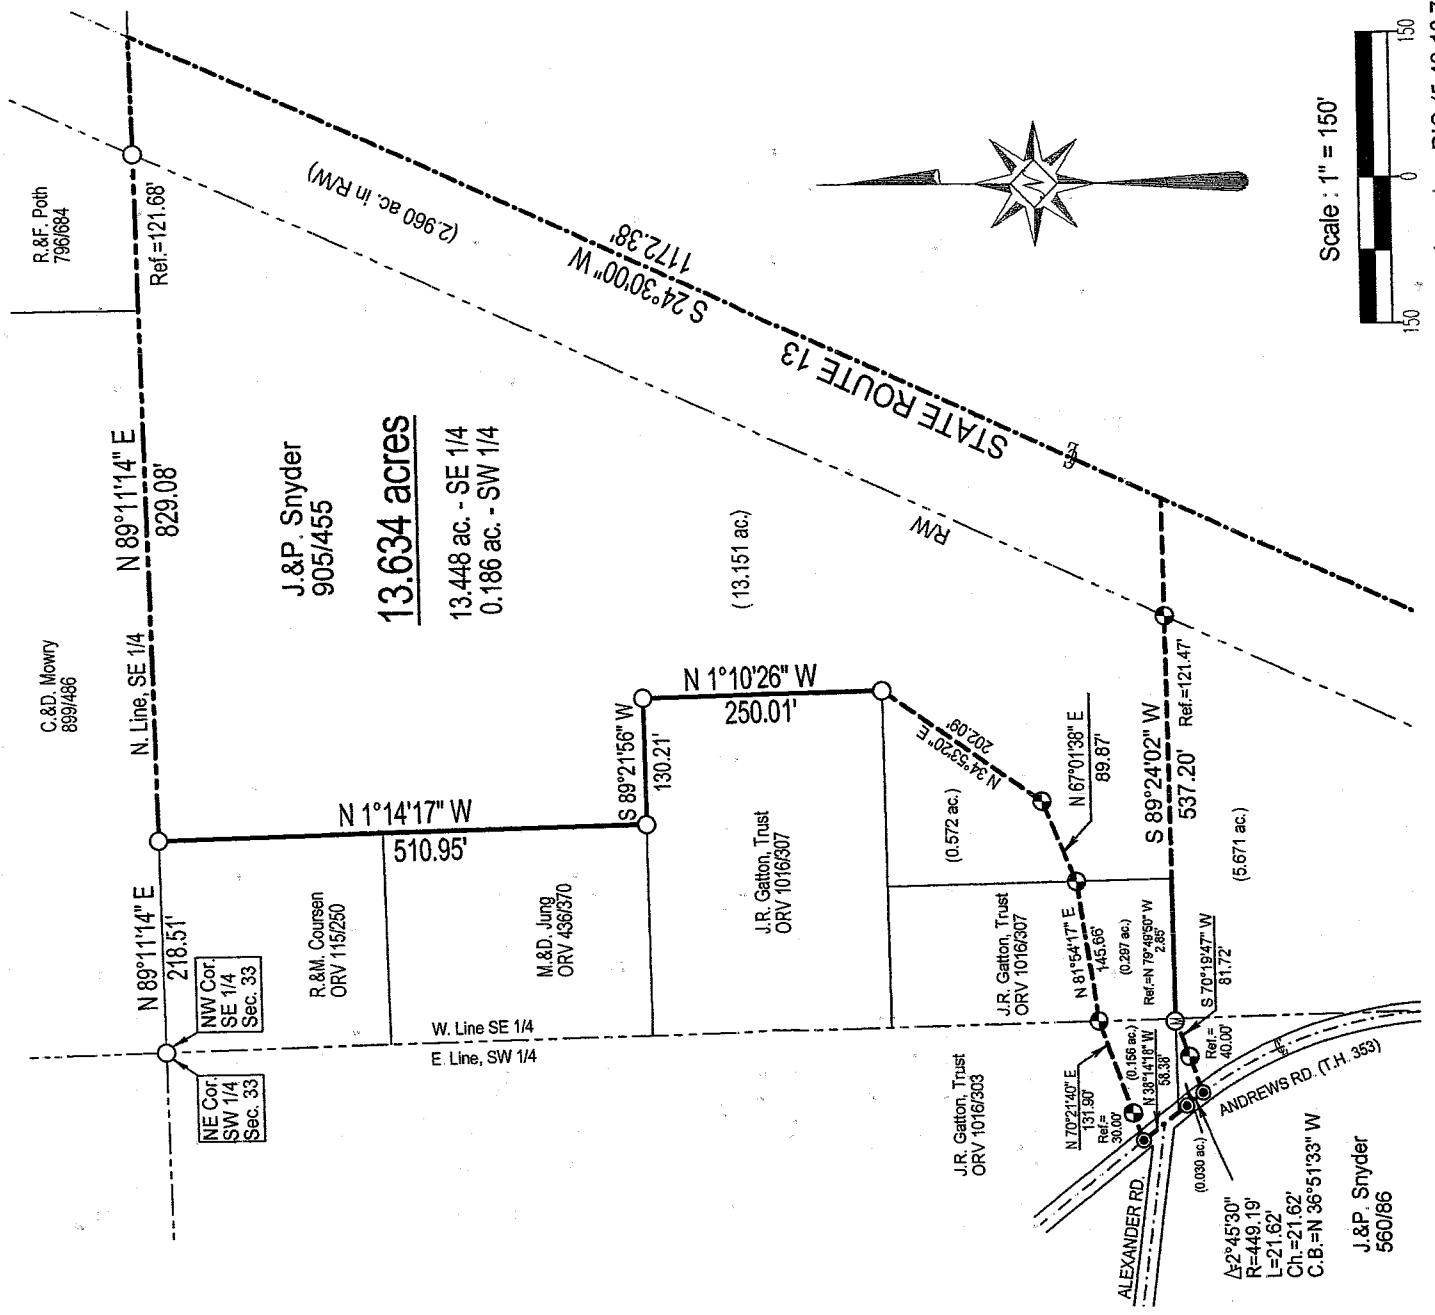 R.&F. Poth
796/684
C.&D. Mowry
899/486
N 89°11'14" E
829.08'
N. Line, SE 1/4
Ref.=121.68'
(2.960 ac. in R/W)
S 24°30'00" W
1172.38'
STATE ROUTE 13
R/W
J.&P. Snyder
905/455
13.634 acres
13.448 ac. - SE 1/4
0.186 ac. - SW 1/4
(13.151 ac.)
N 89°11'14" E
218.51'
NW Cor.
SE 1/4
Sec. 33
NE Cor.
SW 1/4
Sec. 33
N 1°14'17" W
510.95'
S 89°21'56" W
130.21'
N 1°10'26" W
250.01'
R.&M. Coursen
ORV 115/250
M.&D. Jung
ORV 436/370
W. Line SE 1/4
E. Line, SW 1/4
J.R. Gatton, Trust
ORV 1016/307
N 34°53'20" E
202.09'
(0.572 ac.)
N 67°01'38" E
89.87'
S 89°24'02" W
537.20'
Ref.=121.47'
(5.671 ac.)
J.R. Gatton, Trust
ORV 1016/307
N 81°54'17" E
145.66'
(0.297 ac.)
Ref.=N 79°49'50" W
2.85'
S 70°19'47" W
81.72'
Ref.=
40.00'
J.R. Gatton, Trust
ORV 1016/303
N 70°21'40" E
131.90'
Ref.=
30.00'
(0.156 ac.)
N 38°14'18" W
58.38'
(0.030 ac.)
ALEXANDER RD.
ANDREWS RD. (T.H. 353)
Δ=2°45'30"
R=449.19'
L=21.62'
Ch.=21.62'
C.B.=N 36°51'33" W
J.&P. Snyder
560/86
N
Scale : 1" = 150'
150 0 150